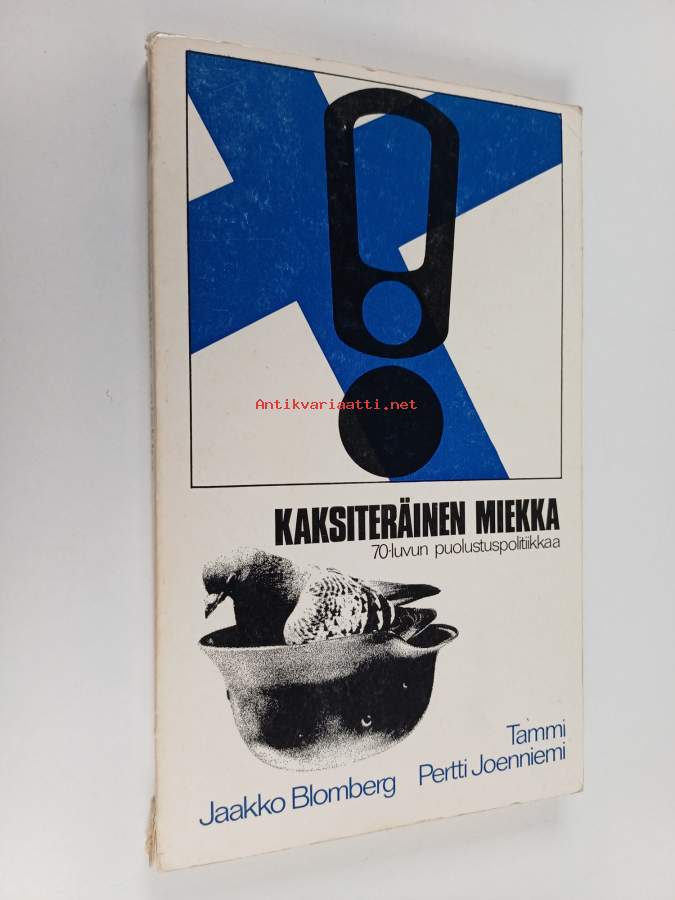 Antikvariaatti.net
KAKSITERÄINEN MIEKKA
70-luvun puolustuspolitiikkaa
Tammi
Jaakko Blomberg Pertti Joenniemi